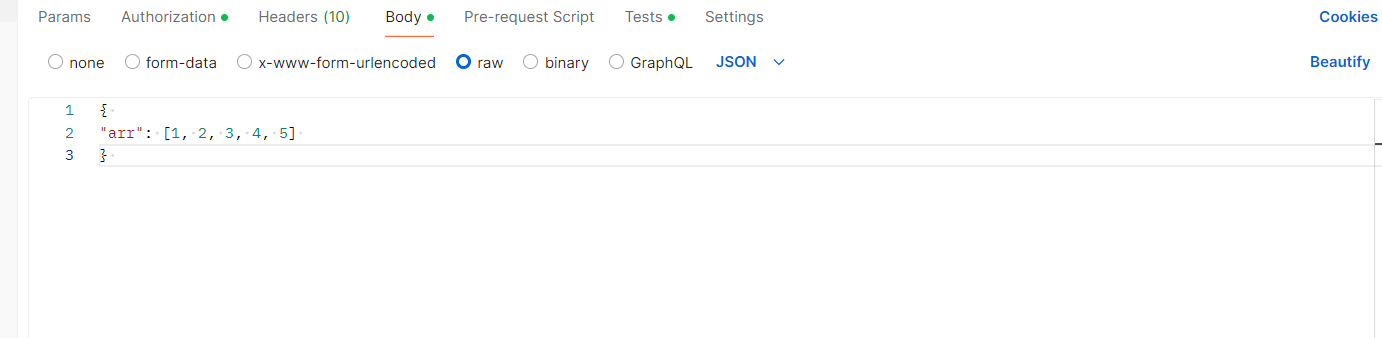 Params Authorization Headers (10) Body Pre-request Script Tests Settings Cookies
none form-data x-www-form-urlencoded raw binary GraphQL JSON Beautify
1 {
2 "arr": [1, 2, 3, 4, 5]
3 }